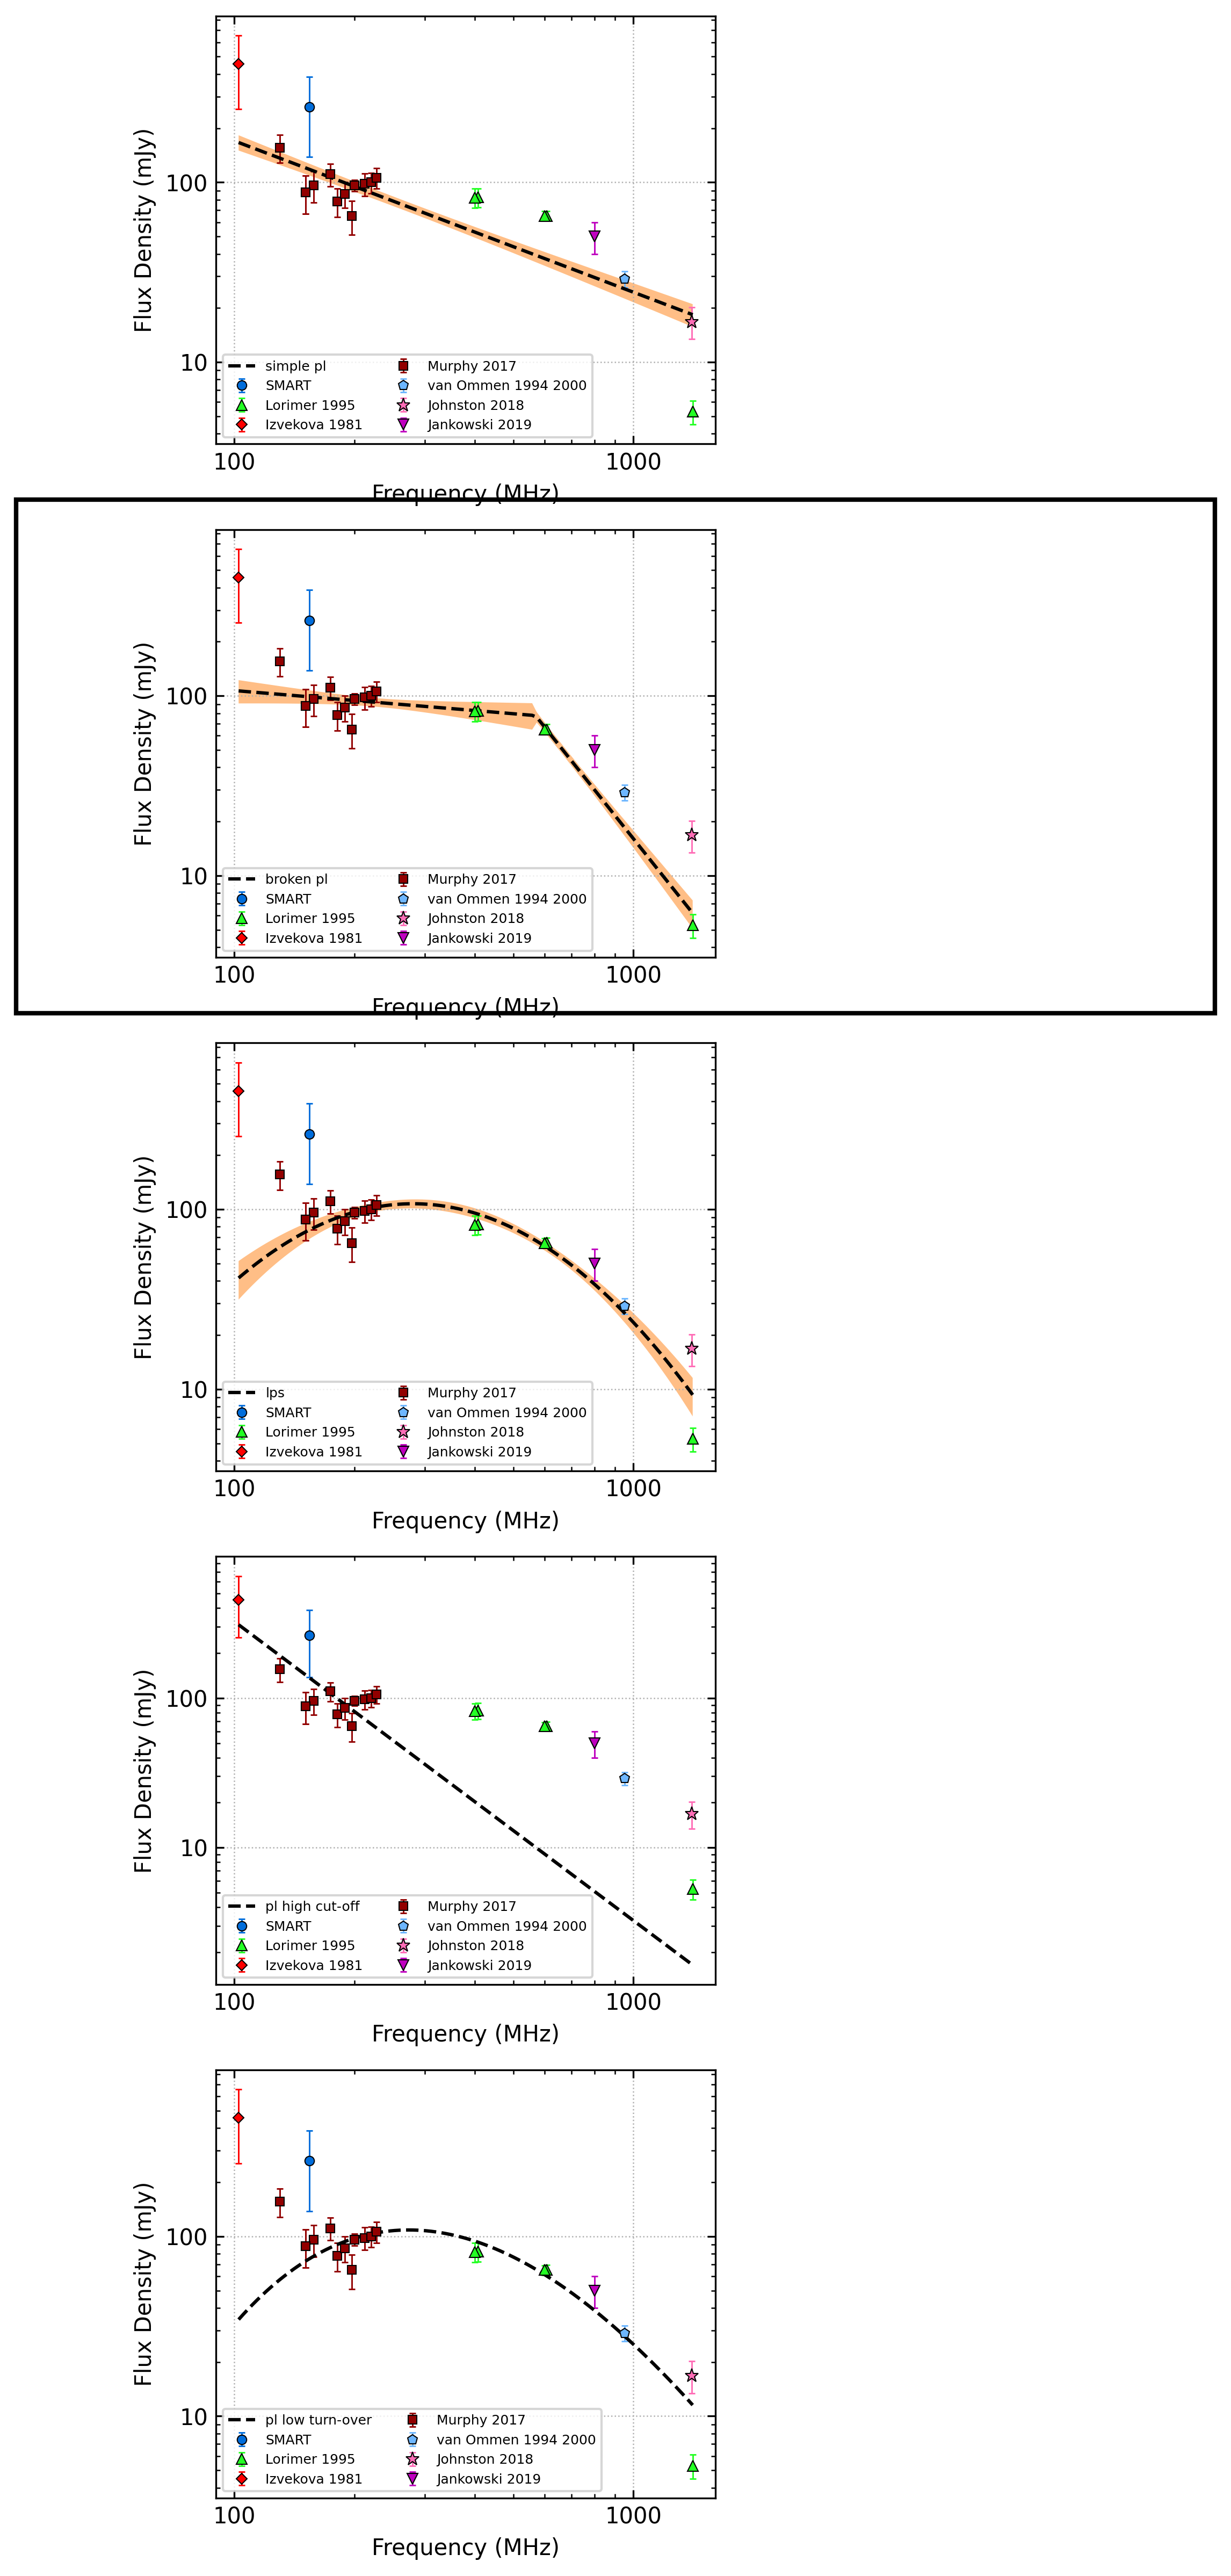 Flux Density (mJy)
100
10
simple pl
SMART
Lorimer 1995
Izvekova 1981
Murphy 2017
van Ommen 1994 2000
Johnston 2018
Jankowski 2019
100
1000
Frequency (MHz)
Flux Density (mJy)
100
10
broken pl
SMART
Lorimer 1995
Izvekova 1981
Murphy 2017
van Ommen 1994 2000
Johnston 2018
Jankowski 2019
100
1000
Frequency (MHz)
Flux Density (mJy)
100
10
lps
SMART
Lorimer 1995
Izvekova 1981
Murphy 2017
van Ommen 1994 2000
Johnston 2018
Jankowski 2019
100
1000
Frequency (MHz)
Flux Density (mJy)
100
10
pl high cut-off
SMART
Lorimer 1995
Izvekova 1981
Murphy 2017
van Ommen 1994 2000
Johnston 2018
Jankowski 2019
100
1000
Frequency (MHz)
Flux Density (mJy)
100
10
pl low turn-over
SMART
Lorimer 1995
Izvekova 1981
Murphy 2017
van Ommen 1994 2000
Johnston 2018
Jankowski 2019
100
1000
Frequency (MHz)